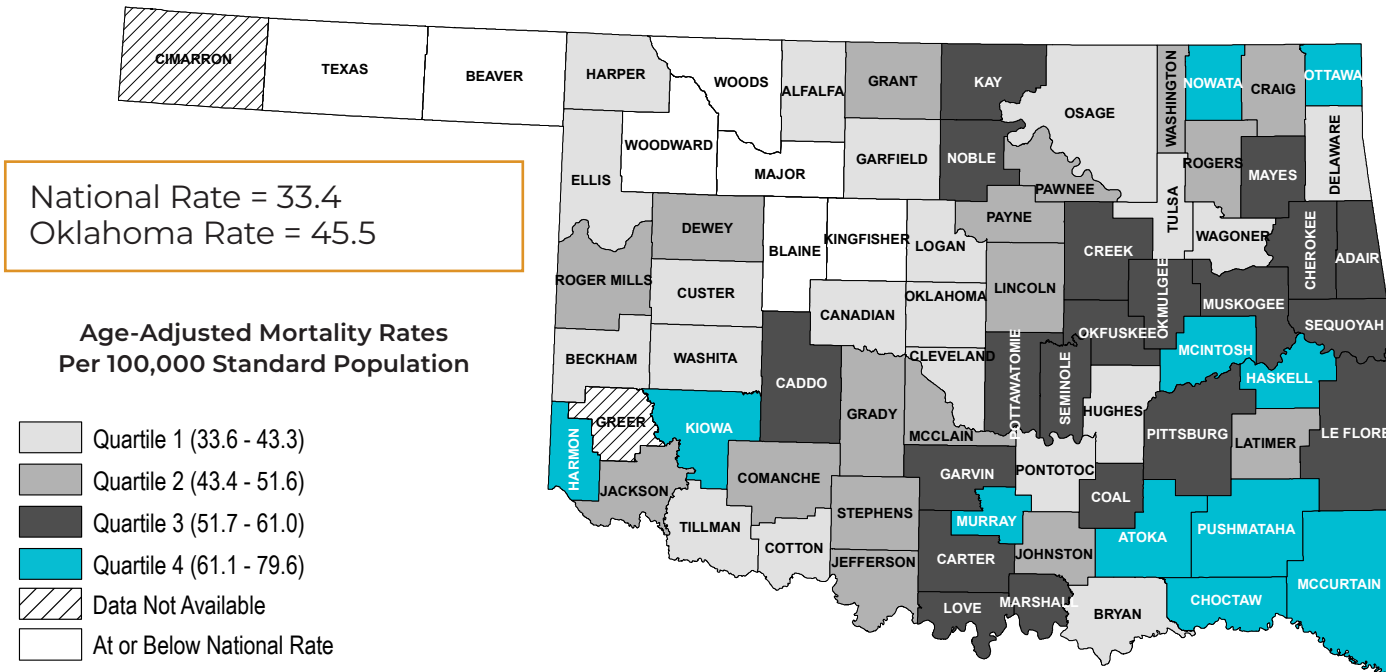 CIMARRON
TEXAS
BEAVER
HARPER
WOODS
ALFALFA
GRANT
KAY
OSAGE
WASHINGTON
NOWATA
CRAIG
OTTAWA
WOODWARD
MAJOR
GARFIELD
NOBLE
PAWNEE
ROGERS
MAYES
DELAWARE
ELLIS
National Rate = 33.4
Oklahoma Rate = 45.5
DEWEY
BLAINE
KINGFISHER
LOGAN
PAYNE
CREEK
TULSA
WAGONER
CHEROKEE
ADAIR
ROGER MILLS
CUSTER
CANADIAN
OKLAHOMA
LINCOLN
OKMULGEE
MUSKOGEE
SEQUOYAH
Age-Adjusted Mortality Rates
Per 100,000 Standard Population
BECKHAM
WASHITA
CADDO
CLEVELAND
POTTAWATOMIE
SEMINOLE
OKFUSKEE
MCINTOSH
HASKELL
GREER
KIOWA
GRADY
MCCLAIN
HUGHES
PITTSBURG
LATIMER
LE FLORE
HARMON
JACKSON
COMANCHE
GARVIN
PONTOTOC
COAL
TILLMAN
COTTON
STEPHENS
MURRAY
ATOKA
PUSHMATAHA
JEFFERSON
CARTER
JOHNSTON
MCCURTAIN
LOVE
MARSHALL
BRYAN
CHOCTAW
Quartile 1 (33.6 - 43.3)
Quartile 2 (43.4 - 51.6)
Quartile 3 (51.7 - 61.0)
Quartile 4 (61.1 - 79.6)
Data Not Available
At or Below National Rate